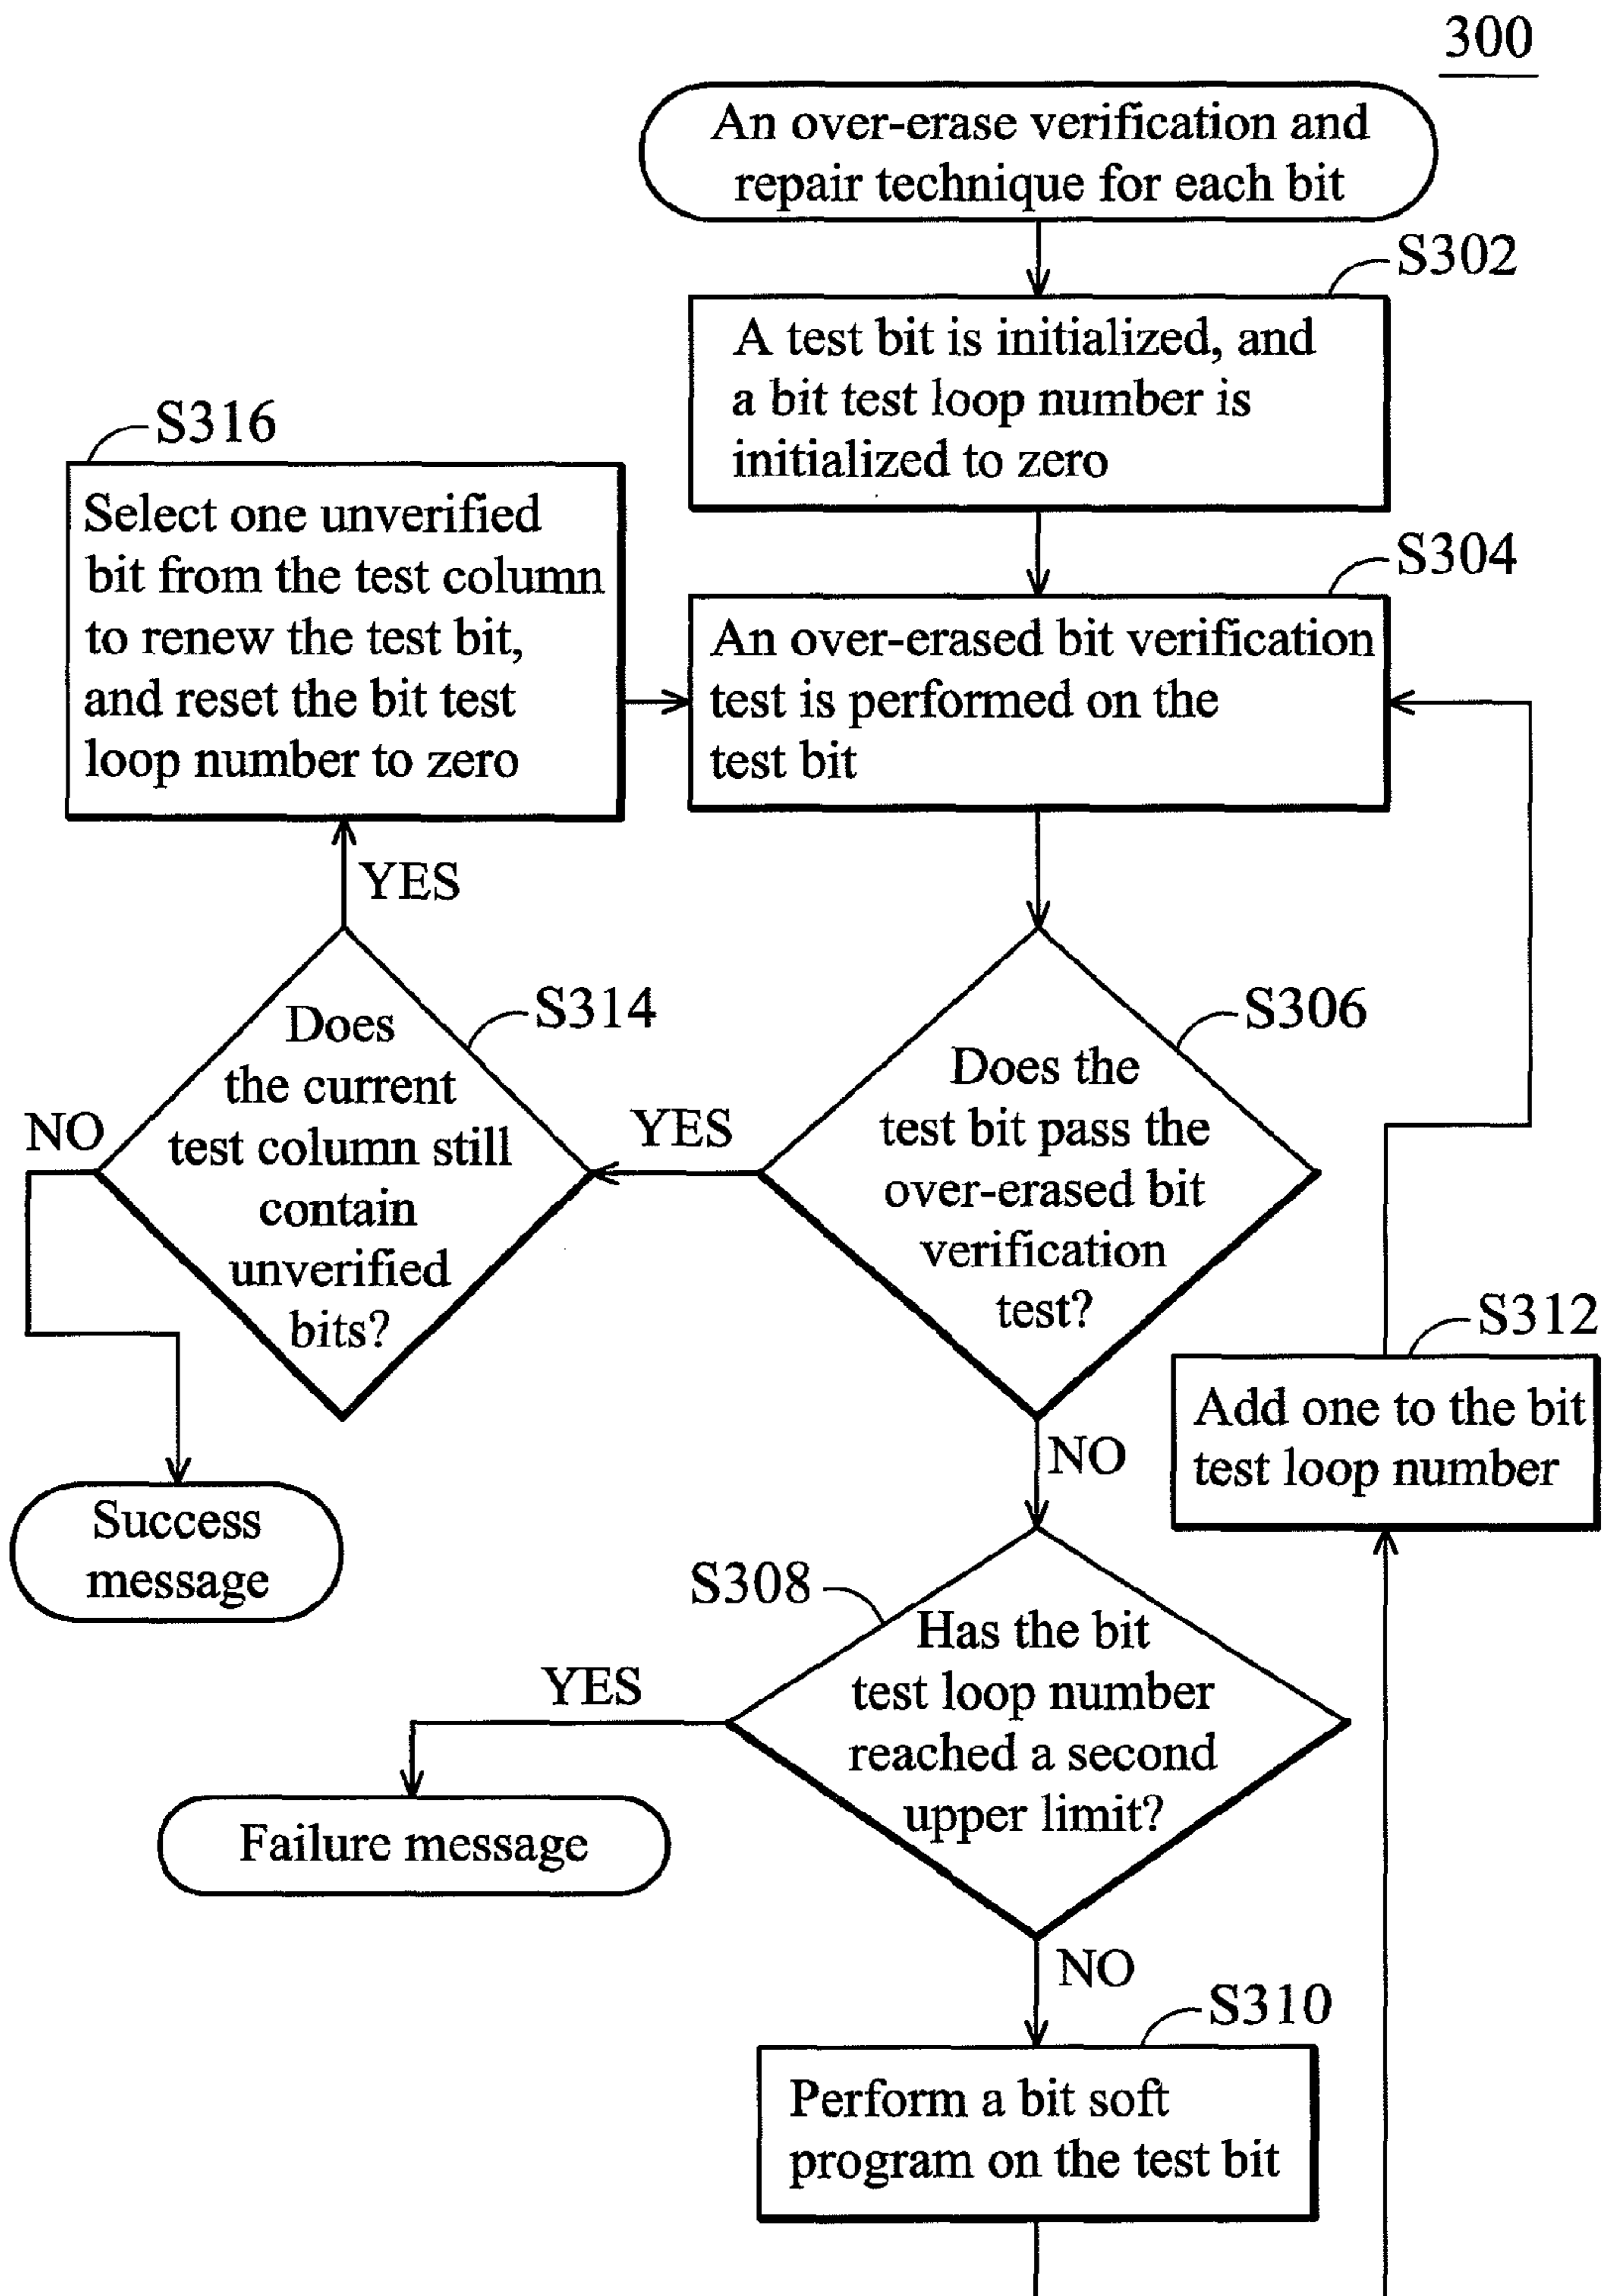 300
An over-erase verification and
repair technique for each bit
S302
A test bit is initialized, and
a bit test loop number is
initialized to zero
S316
Select one unverified
bit from the test column
to renew the test bit,
and reset the bit test
loop number to zero
S304
An over-erased bit verification
test is performed on the
test bit
YES
S314
Does
the current
test column still
contain
unverified
bits?
NO
YES
S306
Does the
test bit pass the
over-erased bit
verification
test?
S312
Add one to the bit
test loop number
NO
Success
message
S308
Has the bit
test loop number
reached a second
upper limit?
YES
Failure message
NO
S310
Perform a bit soft
program on the test bit